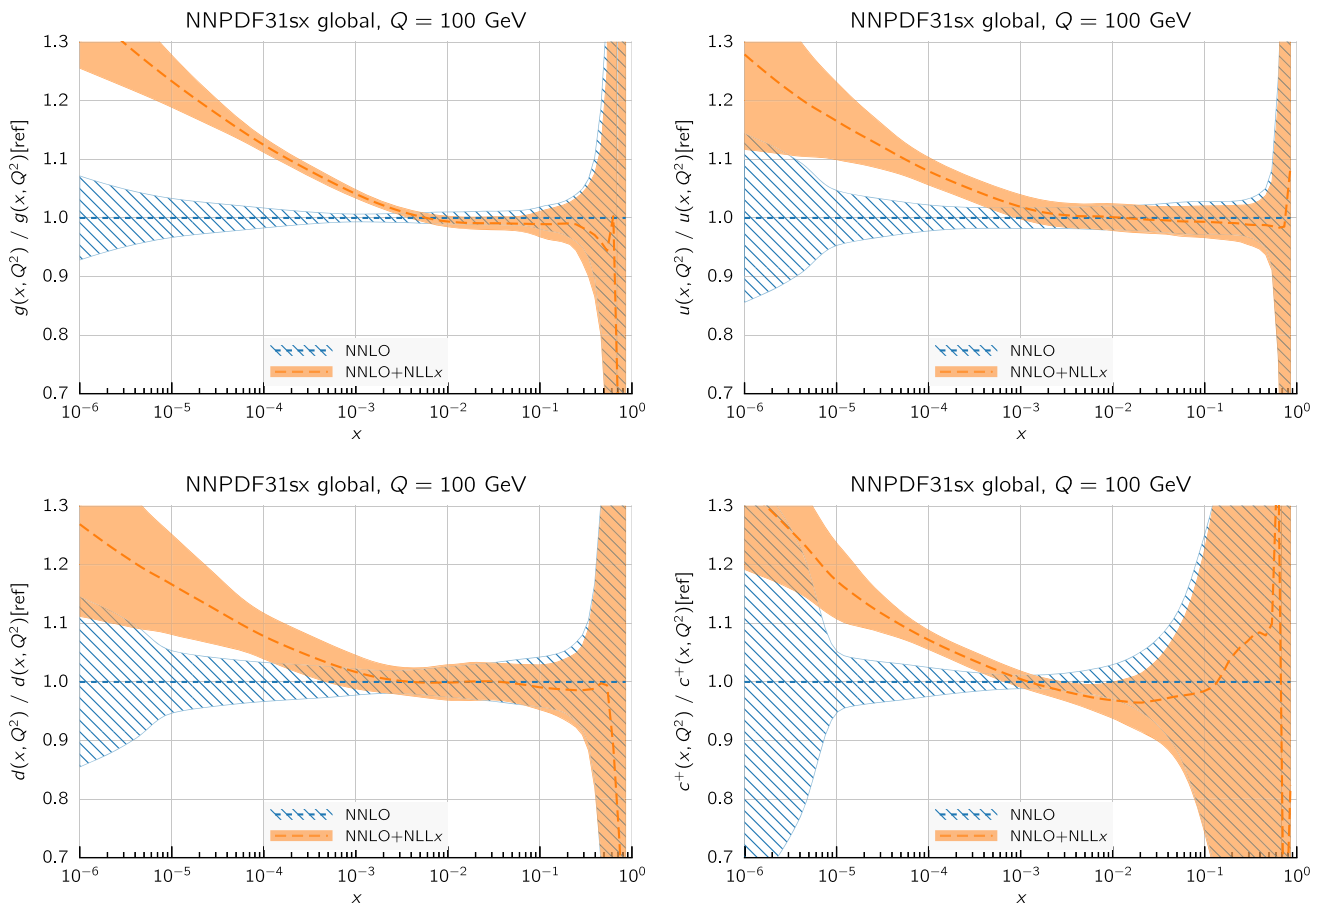 NNPDF31sx global, Q = 100 GeV
g(x, Q²) / g(x, Q²)[ref]
1.3
1.2
1.1
1.0
0.9
0.8
0.7
NNLO
NNLO+NLLx
10⁻⁶ 10⁻⁵ 10⁻⁴ 10⁻³ 10⁻² 10⁻¹ 10⁰
x
NNPDF31sx global, Q = 100 GeV
u(x, Q²) / u(x, Q²)[ref]
1.3
1.2
1.1
1.0
0.9
0.8
0.7
NNLO
NNLO+NLLx
10⁻⁶ 10⁻⁵ 10⁻⁴ 10⁻³ 10⁻² 10⁻¹ 10⁰
x
NNPDF31sx global, Q = 100 GeV
d(x, Q²) / d(x, Q²)[ref]
1.3
1.2
1.1
1.0
0.9
0.8
0.7
NNLO
NNLO+NLLx
10⁻⁶ 10⁻⁵ 10⁻⁴ 10⁻³ 10⁻² 10⁻¹ 10⁰
x
NNPDF31sx global, Q = 100 GeV
c⁺(x, Q²) / c⁺(x, Q²)[ref]
1.3
1.2
1.1
1.0
0.9
0.8
0.7
NNLO
NNLO+NLLx
10⁻⁶ 10⁻⁵ 10⁻⁴ 10⁻³ 10⁻² 10⁻¹ 10⁰
x